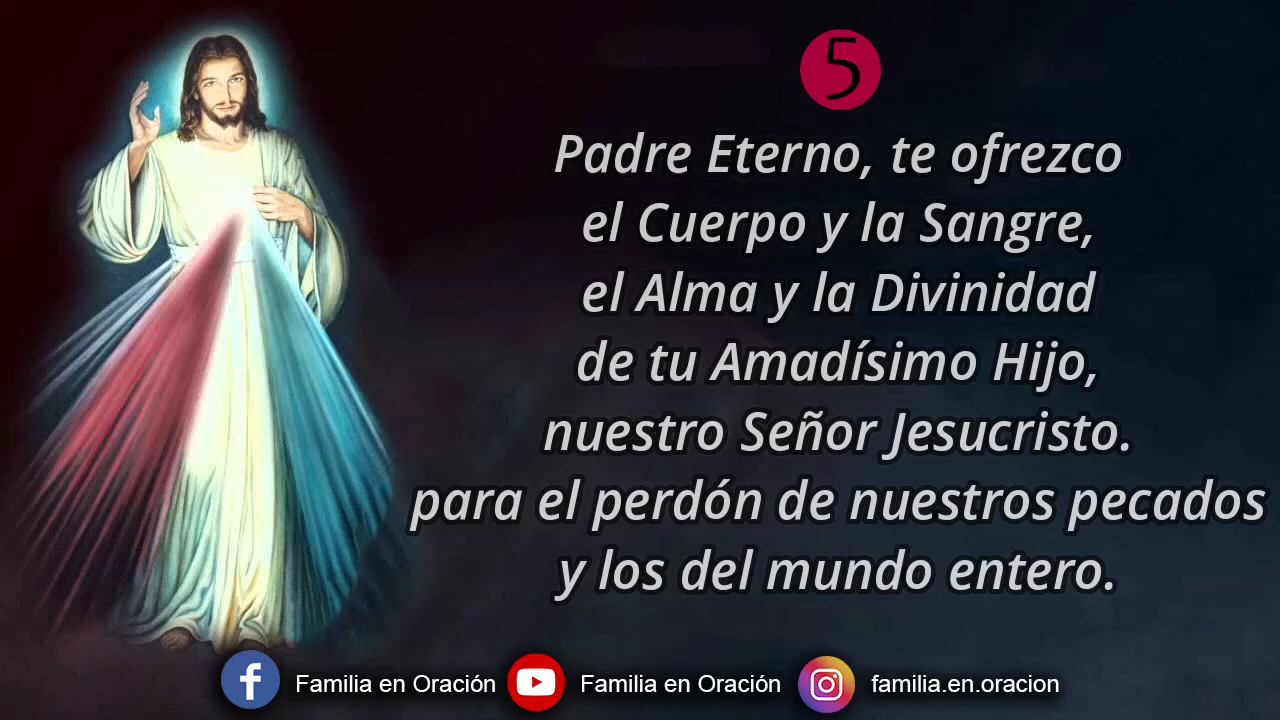 5
Padre Eterno, te ofrezco
el Cuerpo y la Sangre,
el Alma y la Divinidad
de tu Amadísimo Hijo,
nuestro Señor Jesucristo.
para el perdón de nuestros pecados
y los del mundo entero.
Familia en Oración Familia en Oración familia.en.oracion